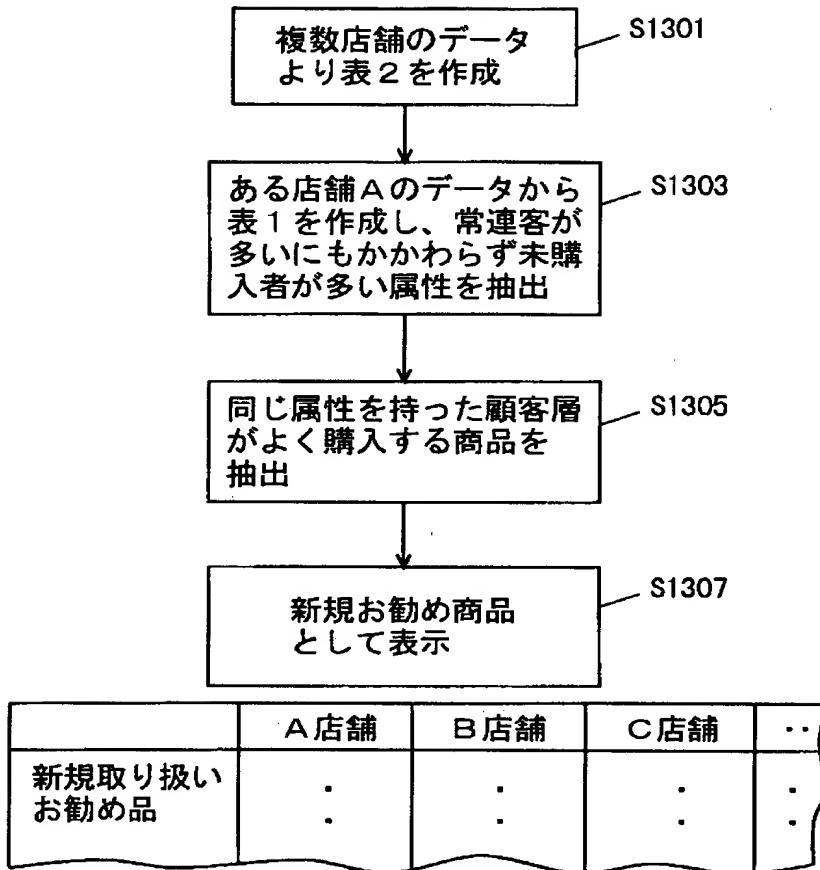 複数店舗のデータ
より表２を作成
S1301
ある店舗Ａのデータから
表１を作成し、常連客が
多いにもかかわらず未購
入者が多い属性を抽出
S1303
同じ属性を持った顧客層
がよく購入する商品を
抽出
S1305
新規お勧め商品
として表示
S1307
Ａ店舗 Ｂ店舗 Ｃ店舗 ‥
新規取り扱い
お勧め品